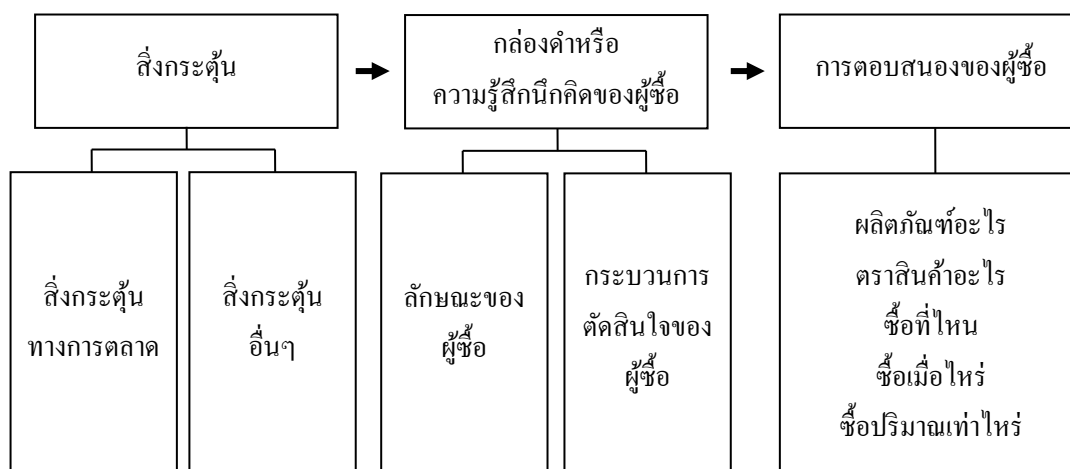 สิ่งกระตุ้น
กล่องดำหรือ
ความรู้สึกนึกคิดของผู้ซื้อ
การตอบสนองของผู้ซื้อ
สิ่งกระตุ้น
ทางการตลาด
สิ่งกระตุ้น
อื่นๆ
ลักษณะของ
ผู้ซื้อ
กระบวนการ
ตัดสินใจของ
ผู้ซื้อ
ผลิตภัณฑ์อะไร
ตราสินค้าอะไร
ซื้อที่ไหน
ซื้อเมื่อไหร่
ซื้อปริมาณเท่าไหร่